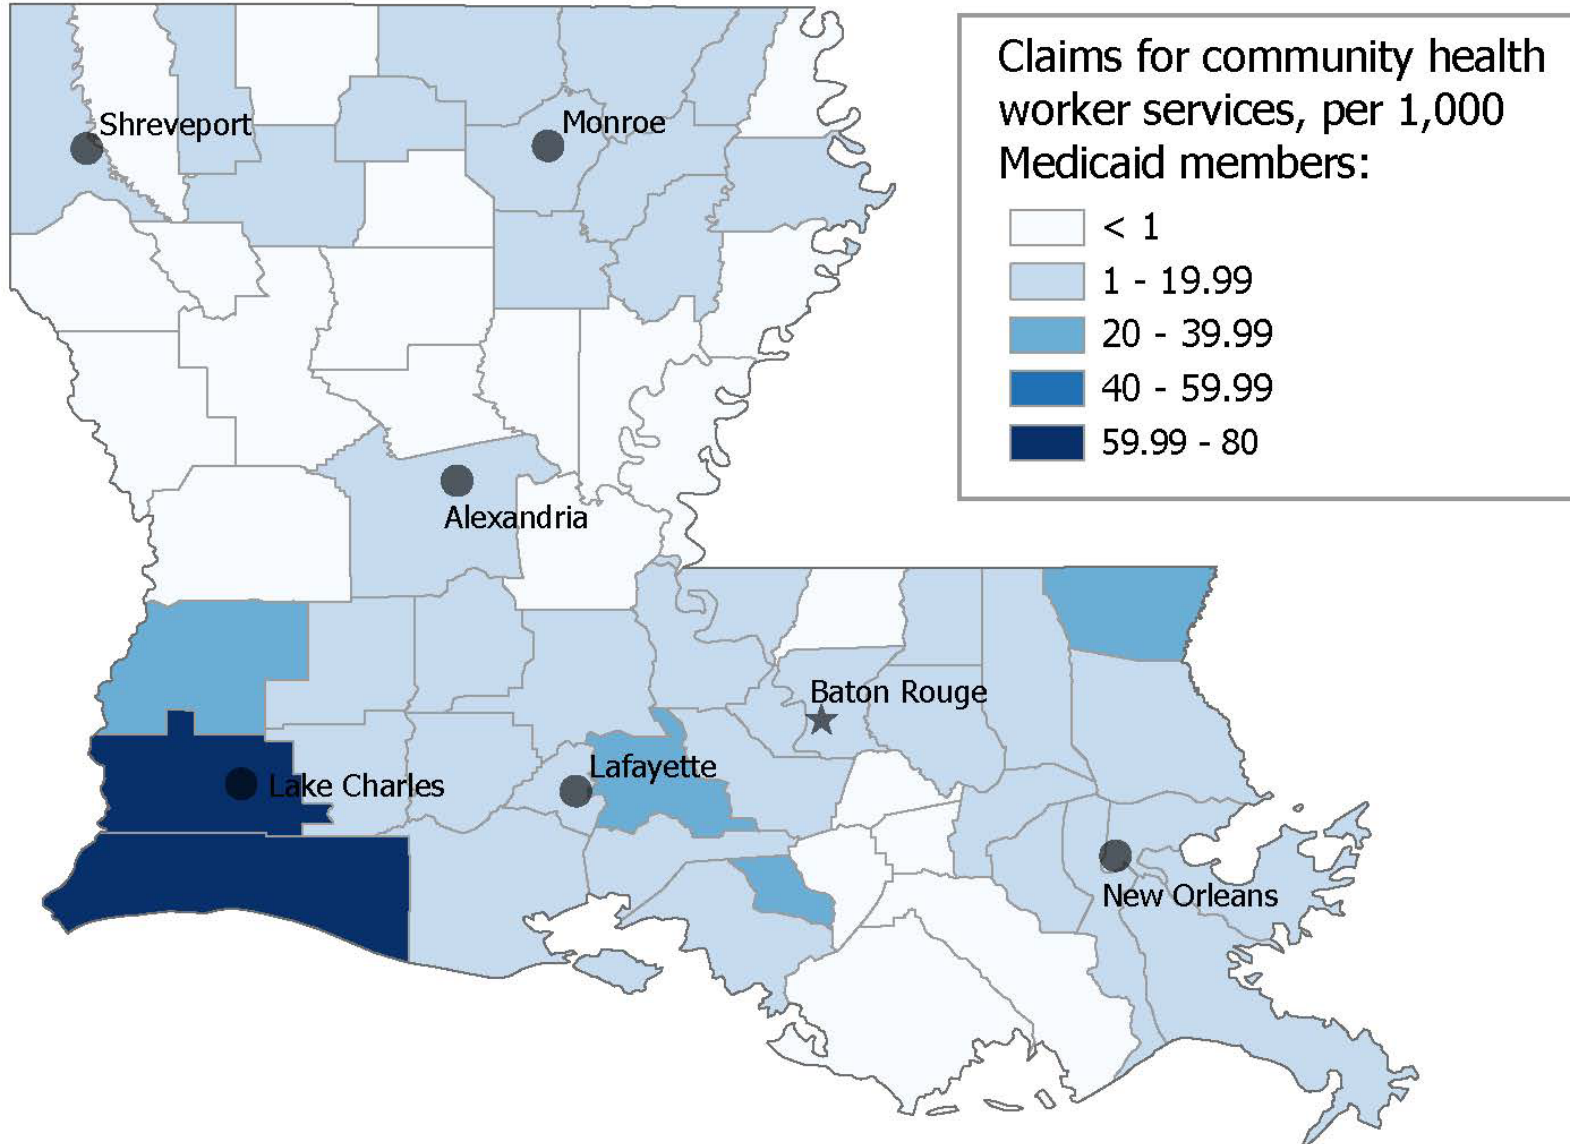 Claims for community health
worker services, per 1,000
Medicaid members:
< 1
1 - 19.99
20 - 39.99
40 - 59.99
59.99 - 80
Shreveport
Monroe
Alexandria
Baton Rouge
Lafayette
Lake Charles
New Orleans